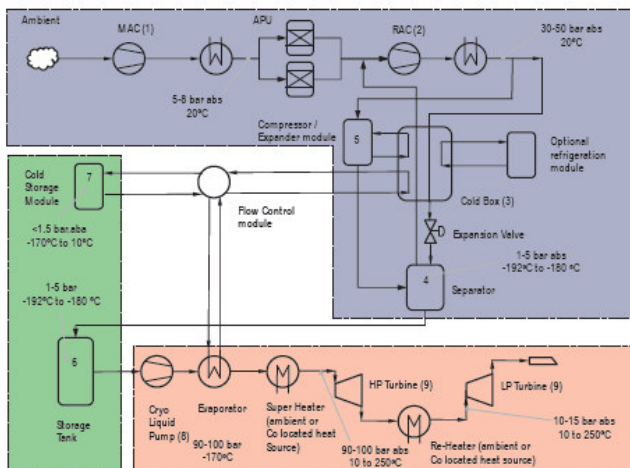 Ambient
MAC (1)
APU
RAC (2)
30-50 bar abs
20ºC
5-8 bar abs
20ºC
Compressor /
Expander module
5
Optional
refrigeration
module
Cold Box (3)
Cold
Storage
Module
7
Flow Control
module
<1.5 bar aba
-170ºC to 10ºC
Expansion Valve
1-5 bar abs
-192ºC to -180 ºC
4
Separator
1-5 bar
-192ºC to -180 ºC
6
Storage
Tank
Cryo
Liquid
Pump (8)
Evaporator
90-100 bar
-170ºC
Super Heater
(ambient or
Co located heat
Source)
HP Turbine (9)
90-100 bar abs
10 to 250ºC
LP Turbine (9)
10-15 bar abs
10 to 250ºC
Re-Heater (ambient or
Co located heat source)